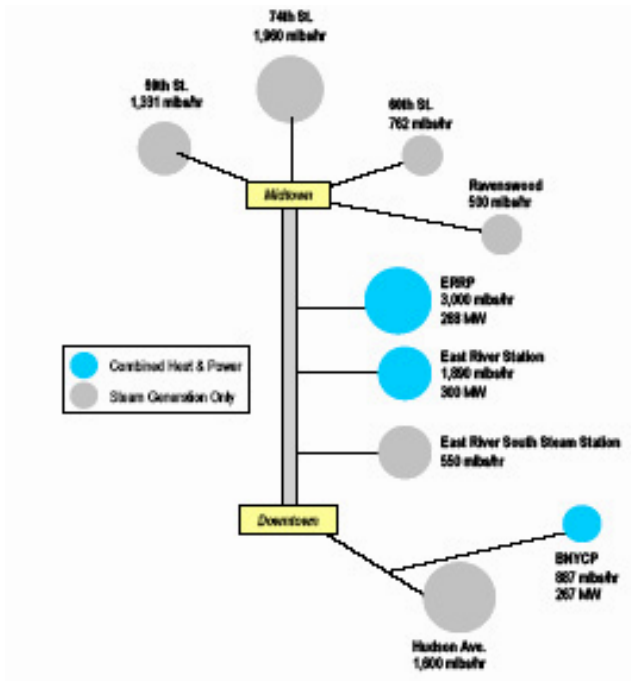 74th St.
1,960 mlbs/hr
59th St.
1,331 mlbs/hr
60th St.
762 mlbs/hr
Ravenswood
500 mlbs/hr
Midtown
ERRP
3,000 mlbs/hr
288 MW
East River Station
1,890 mlbs/hr
300 MW
Combined Heat & Power
Steam Generation Only
East River South Steam Station
550 mlbs/hr
Downtown
BNYCP
887 mlbs/hr
267 MW
Hudson Ave.
1,600 mlbs/hr